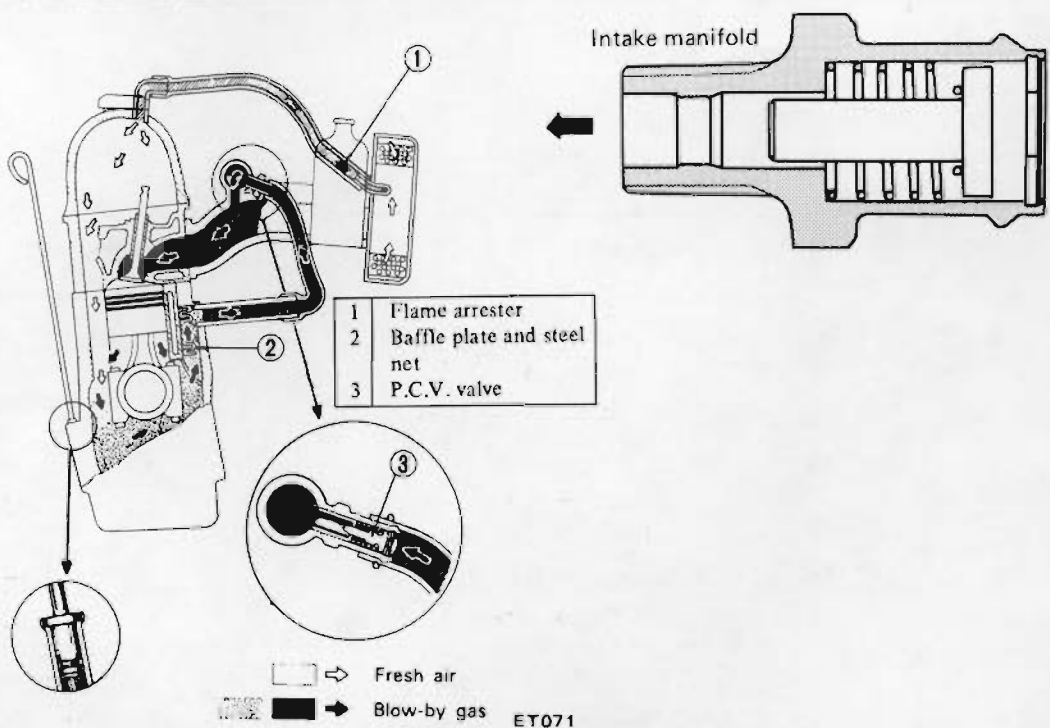 Intake manifold
1
1 Flame arrester
2 Baffle plate and steel
net
3 P.C.V. valve
2
3
Fresh air
Blow-by gas
ET071